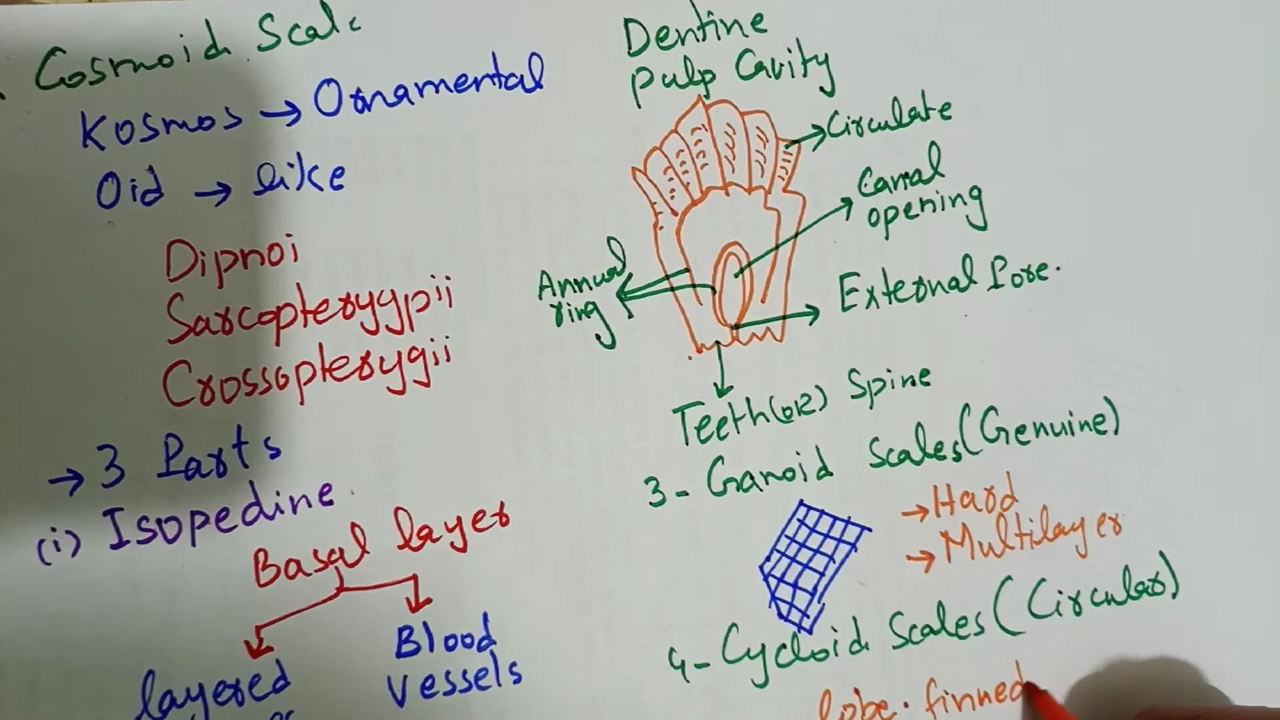 Cosmoid Scale
Kosmos → Ornamental
Oid → like
Dipnoi
Sarcopterygpii
Crossopterygii
→ 3 Parts
(i) Isopedine
Basal layer
layered
Blood
vessels
Dentine
Pulp Cavity
Circulate
Canal
opening
Annual
ring
External Pore.
Teeth(or) Spine
3- Ganoid Scales(Genuine)
→ Hard
→ Multilayer
4- Cycloid Scales(Circular)
lobe. finned